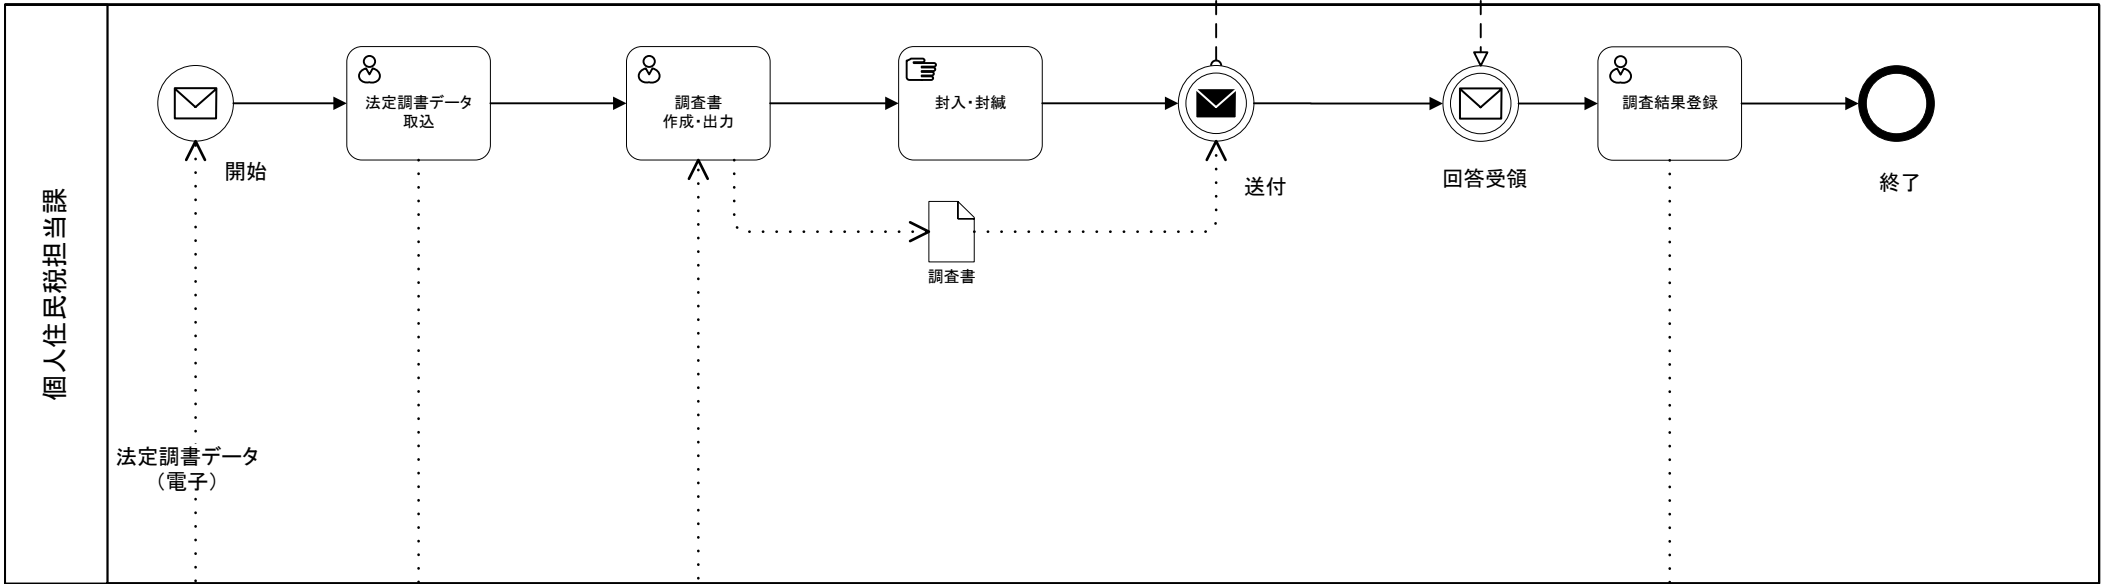 個人住民税担当課
開始
法定調書データ
取込
調査書
作成・出力
封入・封緘
送付
回答受領
調査結果登録
終了
調査書
法定調書データ
（電子）